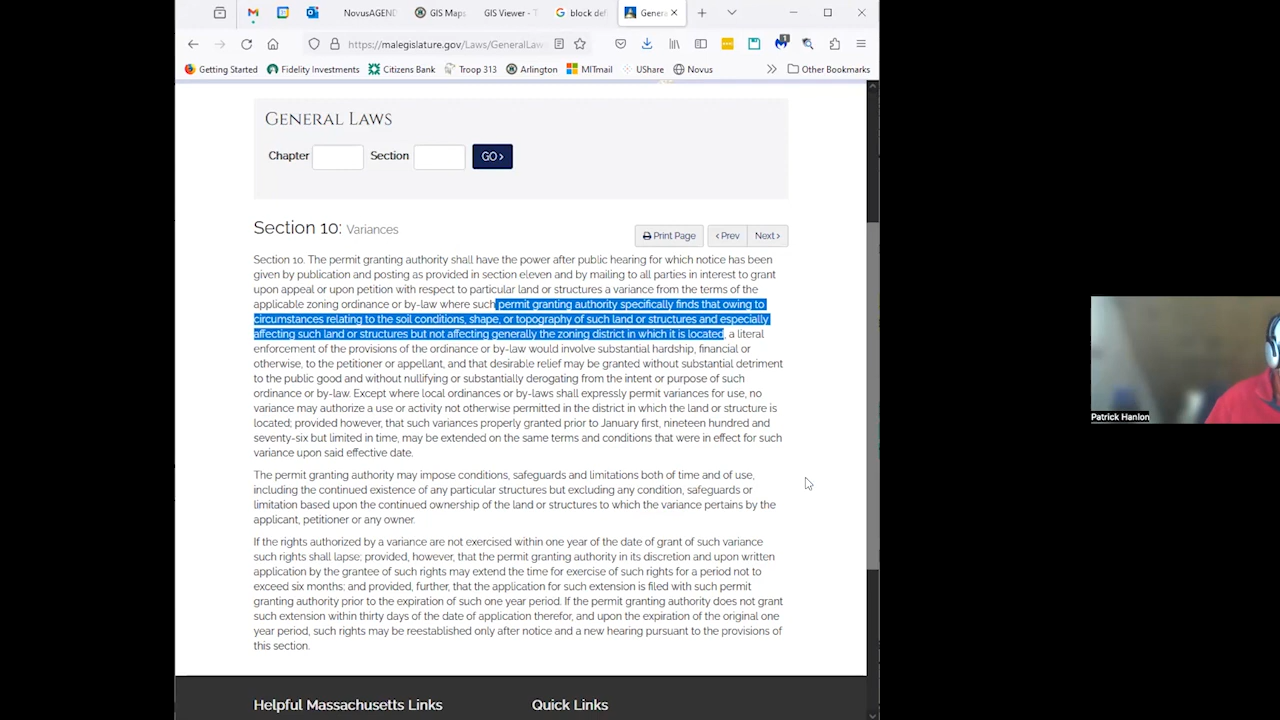 NovusAGEND
GIS Maps
GIS Viewer - T
block def
Genera
https://malegislature.gov/Laws/GeneralLaw
Getting Started
Fidelity Investments
Citizens Bank
Troop 313
Arlington
MITmail
UShare
Novus
Other Bookmarks
GENERAL LAWS
Chapter
Section
GO >
Section 10: Variances
Print Page
< Prev
Next >
Section 10. The permit granting authority shall have the power after public hearing for which notice has been
given by publication and posting as provided in section eleven and by mailing to all parties in interest to grant
upon appeal or upon petition with respect to particular land or structures a variance from the terms of the
applicable zoning ordinance or by-law where such permit granting authority specifically finds that owing to
circumstances relating to the soil conditions, shape, or topography of such land or structures and especially
affecting such land or structures but not affecting generally the zoning district in which it is located, a literal
enforcement of the provisions of the ordinance or by-law would involve substantial hardship, financial or
otherwise, to the petitioner or appellant, and that desirable relief may be granted without substantial detriment
to the public good and without nullifying or substantially derogating from the intent or purpose of such
ordinance or by-law. Except where local ordinances or by-laws shall expressly permit variances for use, no
variance may authorize a use or activity not otherwise permitted in the district in which the land or structure is
located; provided however, that such variances properly granted prior to January first, nineteen hundred and
seventy-six but limited in time, may be extended on the same terms and conditions that were in effect for such
variance upon said effective date.
The permit granting authority may impose conditions, safeguards and limitations both of time and of use,
including the continued existence of any particular structures but excluding any condition, safeguards or
limitation based upon the continued ownership of the land or structures to which the variance pertains by the
applicant, petitioner or any owner.
If the rights authorized by a variance are not exercised within one year of the date of grant of such variance
such rights shall lapse; provided, however, that the permit granting authority in its discretion and upon written
application by the grantee of such rights may extend the time for exercise of such rights for a period not to
exceed six months; and provided, further, that the application for such extension is filed with such permit
granting authority prior to the expiration of such one year period. If the permit granting authority does not grant
such extension within thirty days of the date of application therefor, and upon the expiration of the original one
year period, such rights may be reestablished only after notice and a new hearing pursuant to the provisions of
this section.
Helpful Massachusetts Links
Quick Links
Patrick Hanlon